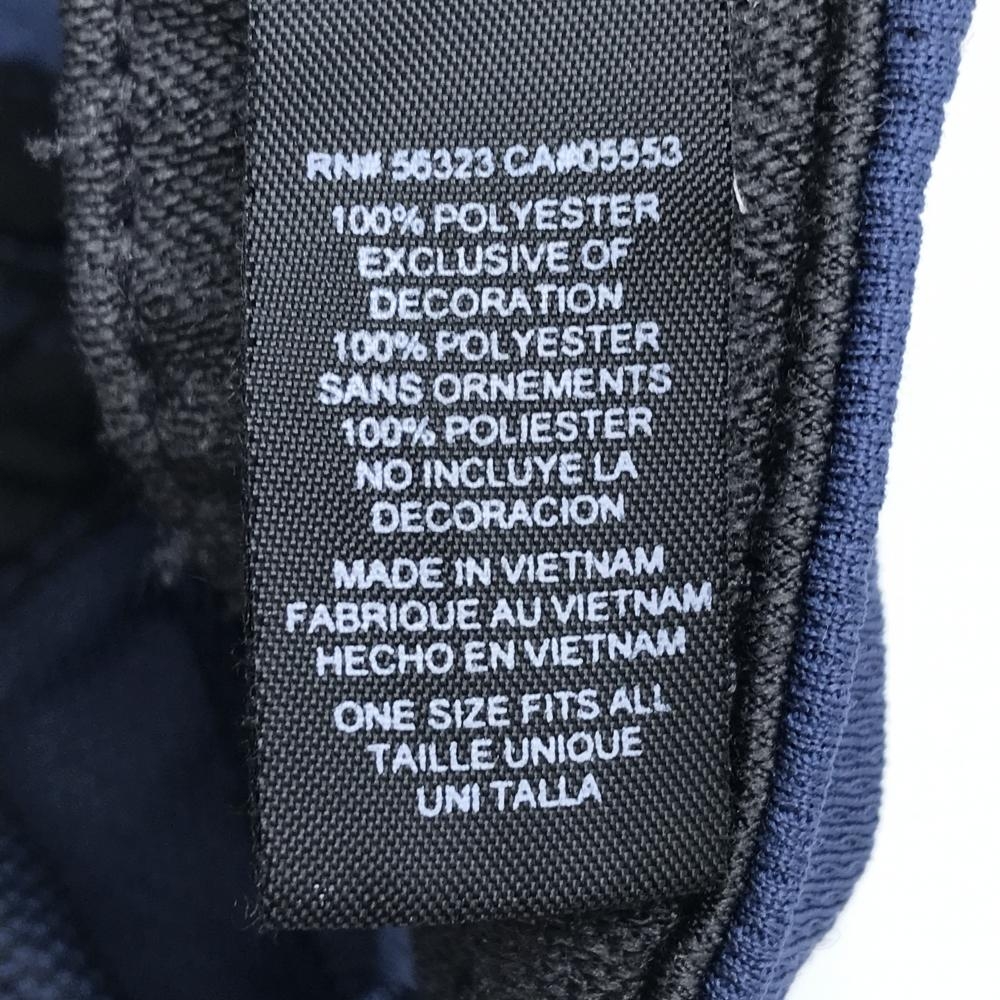 RN# 56323 CA#05553
100% POLYESTER
EXCLUSIVE OF
DECORATION
100% POLYESTER
SANS ORNEMENTS
100% POLIESTER
NO INCLUYE LA
DECORACION
MADE IN VIETNAM
FABRIQUE AU VIETNAM
HECHO EN VIETNAM
ONE SIZE FITS ALL
TAILLE UNIQUE
UNI TALLA